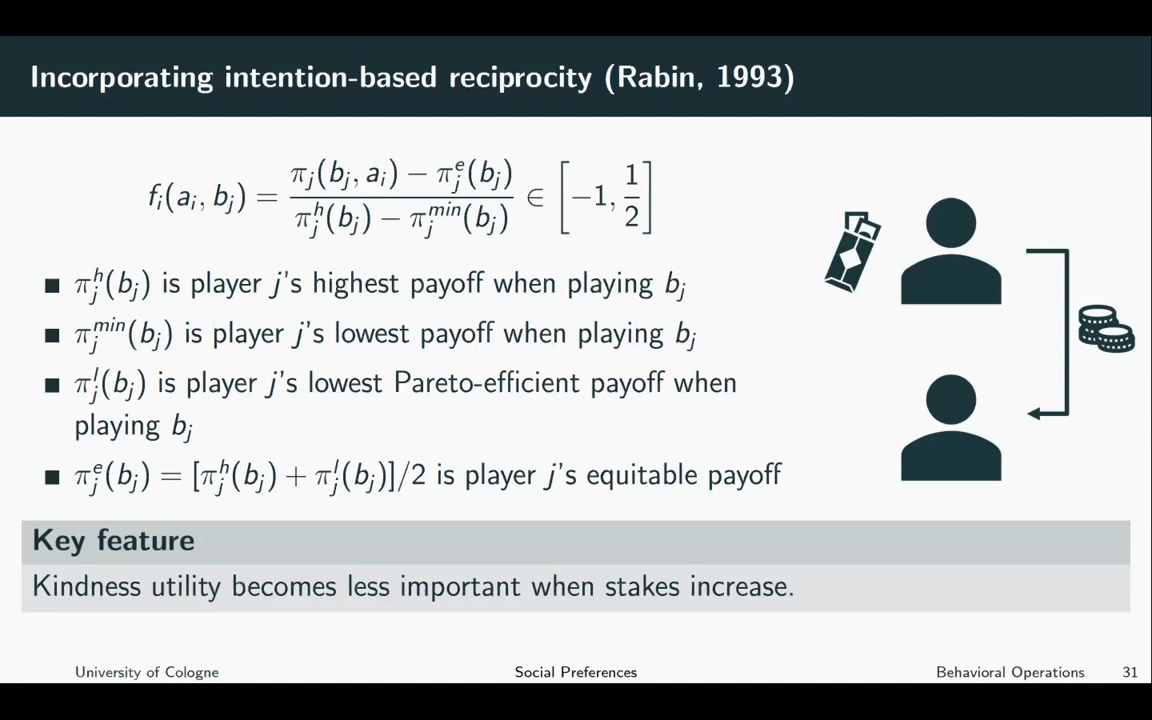 Incorporating intention-based reciprocity (Rabin, 1993)
f_i(a_i, b_j) = \frac{π_j(b_j, a_i) − π_j^e(b_j)}{π_j^h(b_j) − π_j^{min}(b_j)} ∈ [−1, \frac{1}{2}]
■ π_j^h(b_j) is player j's highest payoff when playing b_j
■ π_j^{min}(b_j) is player j's lowest payoff when playing b_j
■ π_j^l(b_j) is player j's lowest Pareto-efficient payoff when
playing b_j
■ π_j^e(b_j) = [π_j^h(b_j) + π_j^l(b_j)]/2 is player j's equitable payoff
Key feature
Kindness utility becomes less important when stakes increase.
University of Cologne Social Preferences Behavioral Operations 31